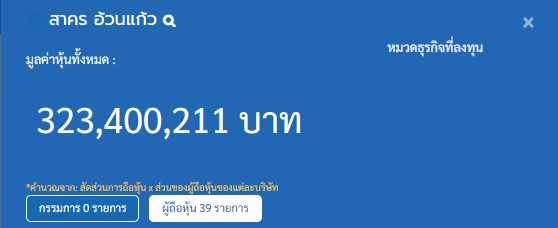 สาคร อ้วนแก้ว
มูลค่าหุ้นทั้งหมด :
หมวดธุรกิจที่ลงทุน
323,400,211 บาท
*คำนวณจาก: สัดส่วนการถือหุ้น x ส่วนของผู้ถือหุ้นของแต่ละบริษัท
กรรมการ 0 รายการ
ผู้ถือหุ้น 39 รายการ